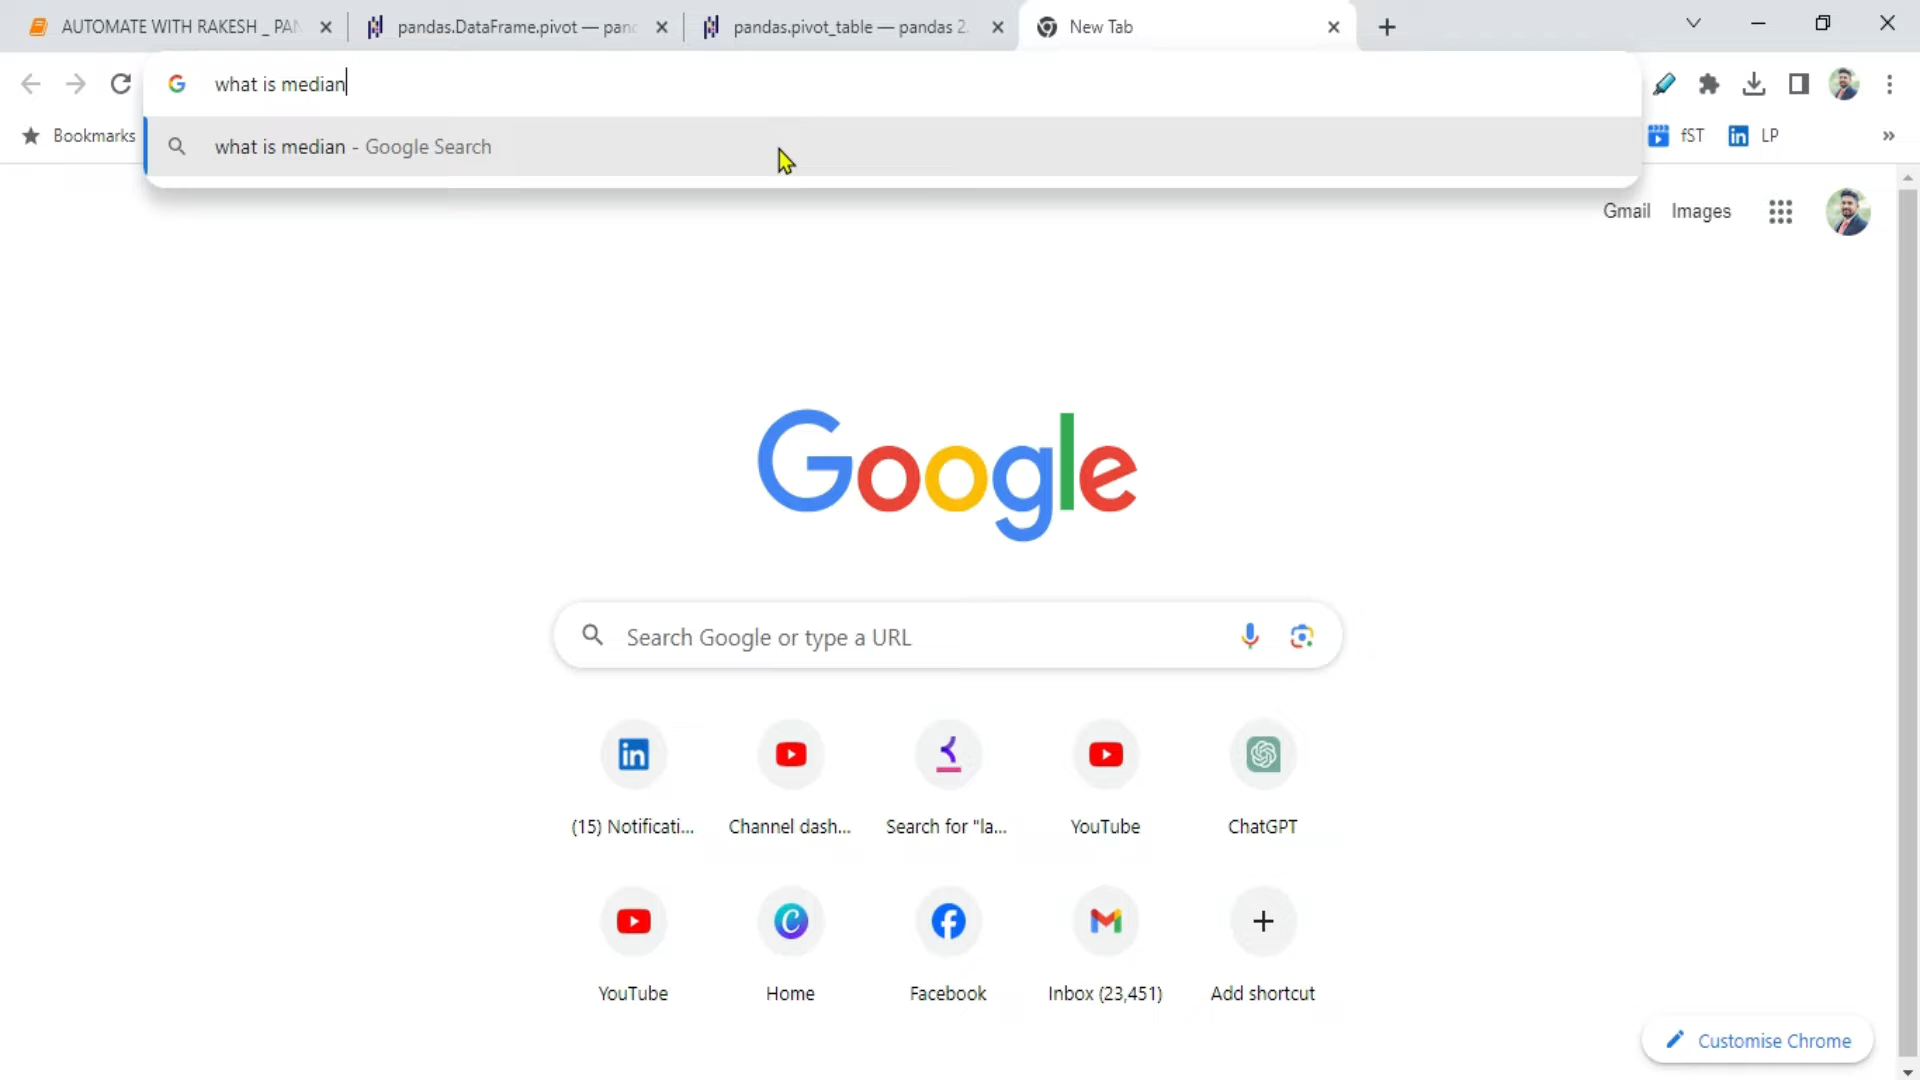 AUTOMATE WITH RAKESH _ PAN
pandas.DataFrame.pivot — pand
pandas.pivot_table — pandas 2.
New Tab
what is median
Bookmarks
what is median - Google Search
fST
LP
Gmail
Images
Google
Search Google or type a URL
(15) Notificati...
Channel dash...
Search for "la...
YouTube
ChatGPT
YouTube
Home
Facebook
Inbox (23,451)
Add shortcut
Customise Chrome